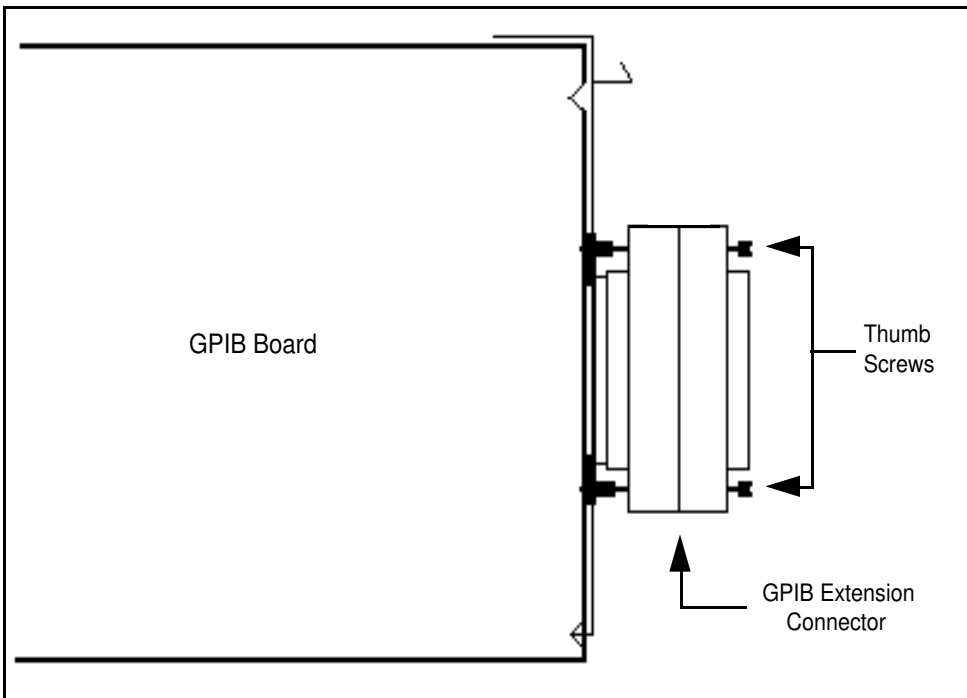 GPIB Board
Thumb
Screws
GPIB Extension
Connector